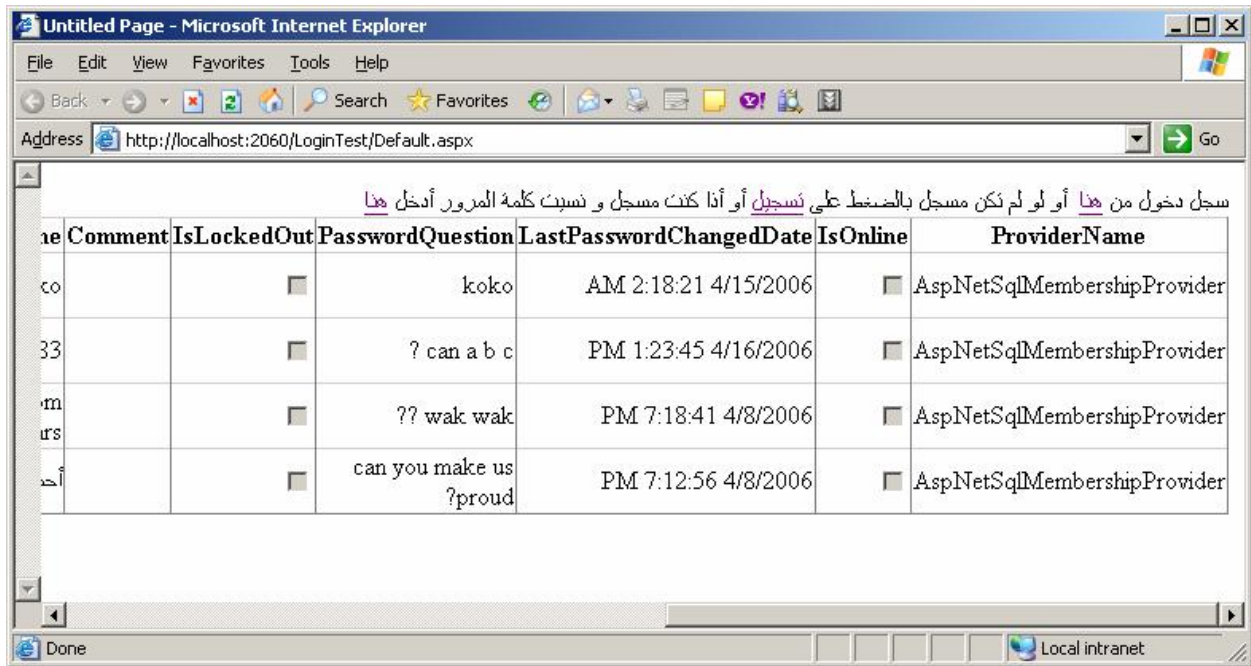 Untitled Page - Microsoft Internet Explorer
File Edit View Favorites Tools Help
Back Search Favorites
Address http://localhost:2060/LoginTest/Default.aspx Go
سجل دخول من هنا أو لو لم تكن مسجل بالضغط على تسجيل أو أذا كنت مسجل و نسيت كلمة المرور أدخل هنا
ProviderName IsOnline LastPasswordChangedDate PasswordQuestion IsLockedOut Comment
AspNetSqlMembershipProvider AM 2:18:21 4/15/2006 koko
AspNetSqlMembershipProvider PM 1:23:45 4/16/2006 ? can a b c
AspNetSqlMembershipProvider PM 7:18:41 4/8/2006 ?? wak wak
AspNetSqlMembershipProvider PM 7:12:56 4/8/2006 can you make us
?proud
Done Local intranet